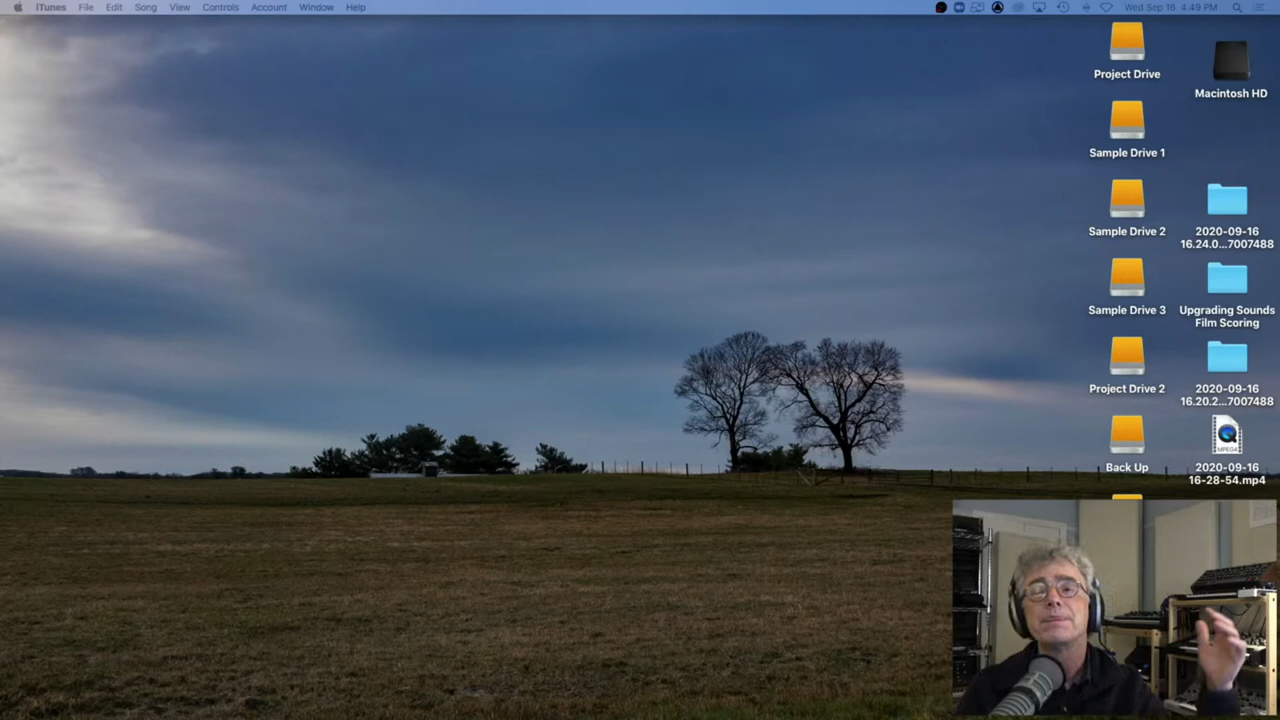 iTunes File Edit Song View Controls Account Window Help
Wed Sep 16 4:49 PM
Project Drive
Macintosh HD
Sample Drive 1
Sample Drive 2
2020-09-16
16.24.0...7007488
Sample Drive 3
Upgrading Sounds
Film Scoring
Project Drive 2
2020-09-16
16.20.2...7007488
Back Up
MPEG4
2020-09-16
16-28-54.mp4